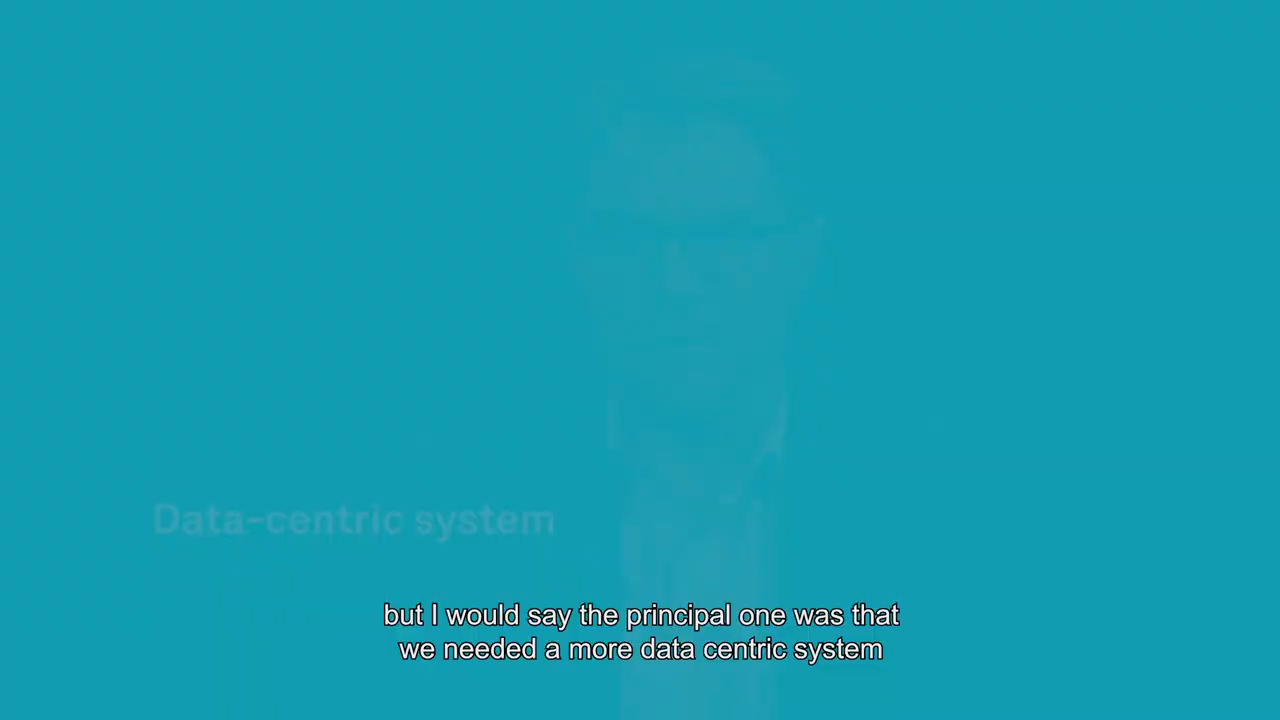 Data-centric system
but I would say the principal one was that
we needed a more data centric system